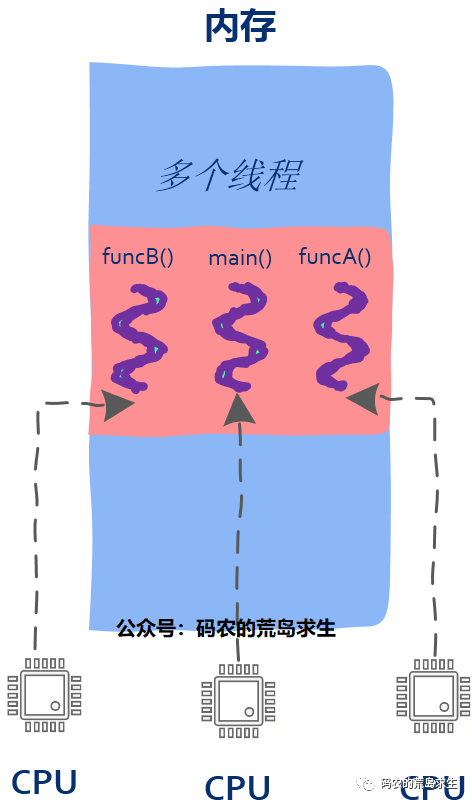 内存
多个线程
funcB() main() funcA()
公众号：码农的荒岛求生
CPU CPU CPU
码农的荒岛求生